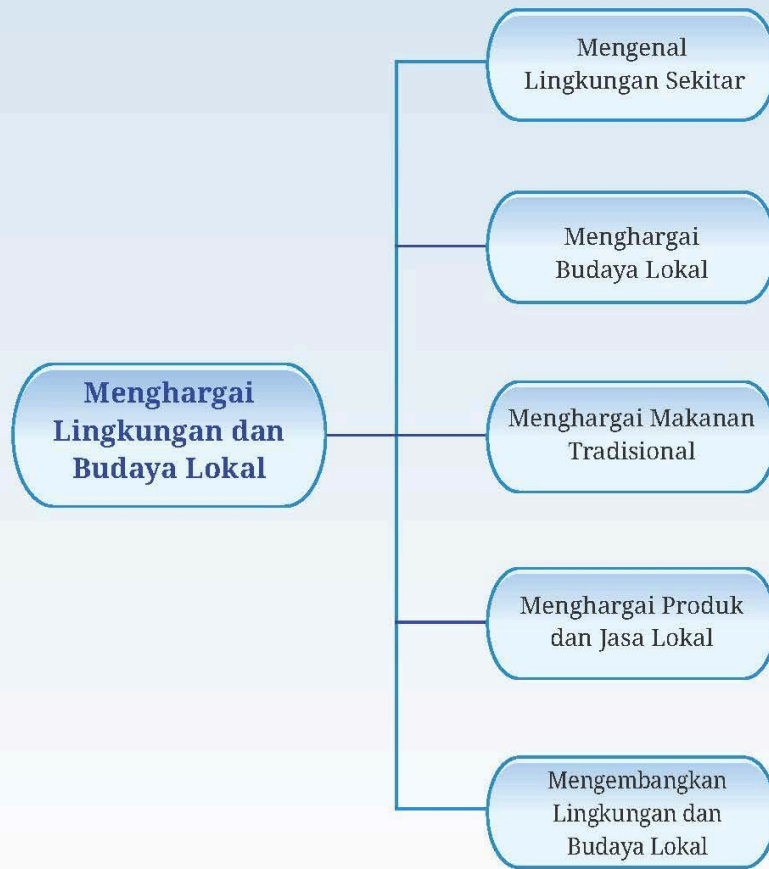 Mengenal
Lingkungan Sekitar
Menghargai
Budaya Lokal
Menghargai
Lingkungan dan
Budaya Lokal
Menghargai Makanan
Tradisional
Menghargai Produk
dan Jasa Lokal
Mengembangkan
Lingkungan dan
Budaya Lokal